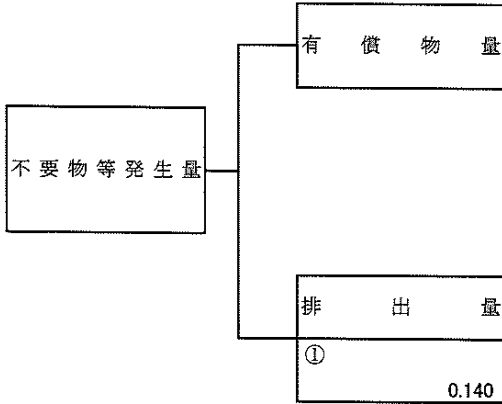 有償物量
不要物等発生量
排出量
①
0.140